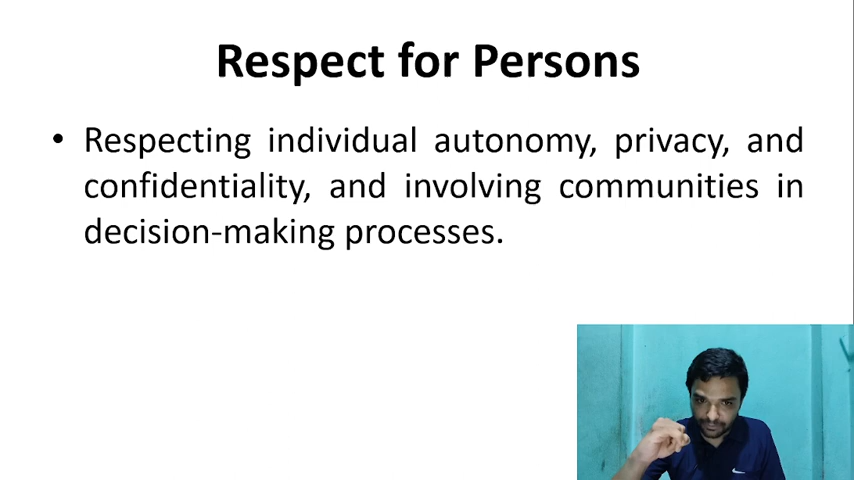 Respect for Persons
• Respecting individual autonomy, privacy, and
confidentiality, and involving communities in
decision-making processes.